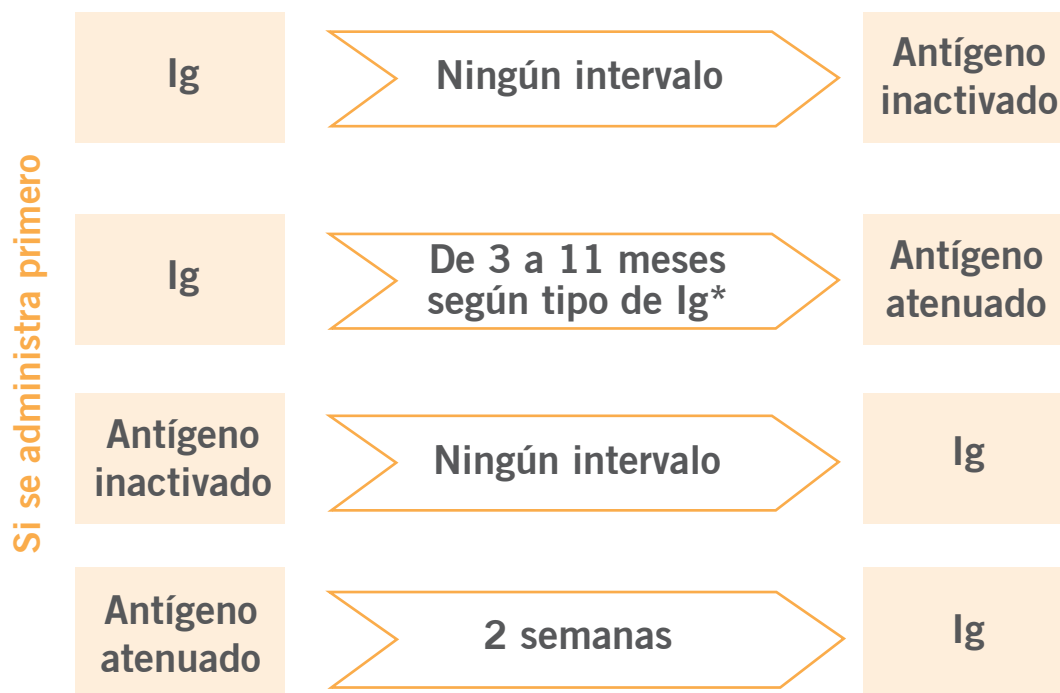 Si se administra primero
Ig
Ningún intervalo
Antígeno
inactivado
Ig
De 3 a 11 meses
según tipo de Ig*
Antígeno
atenuado
Antígeno
inactivado
Ningún intervalo
Ig
Antígeno
atenuado
2 semanas
Ig